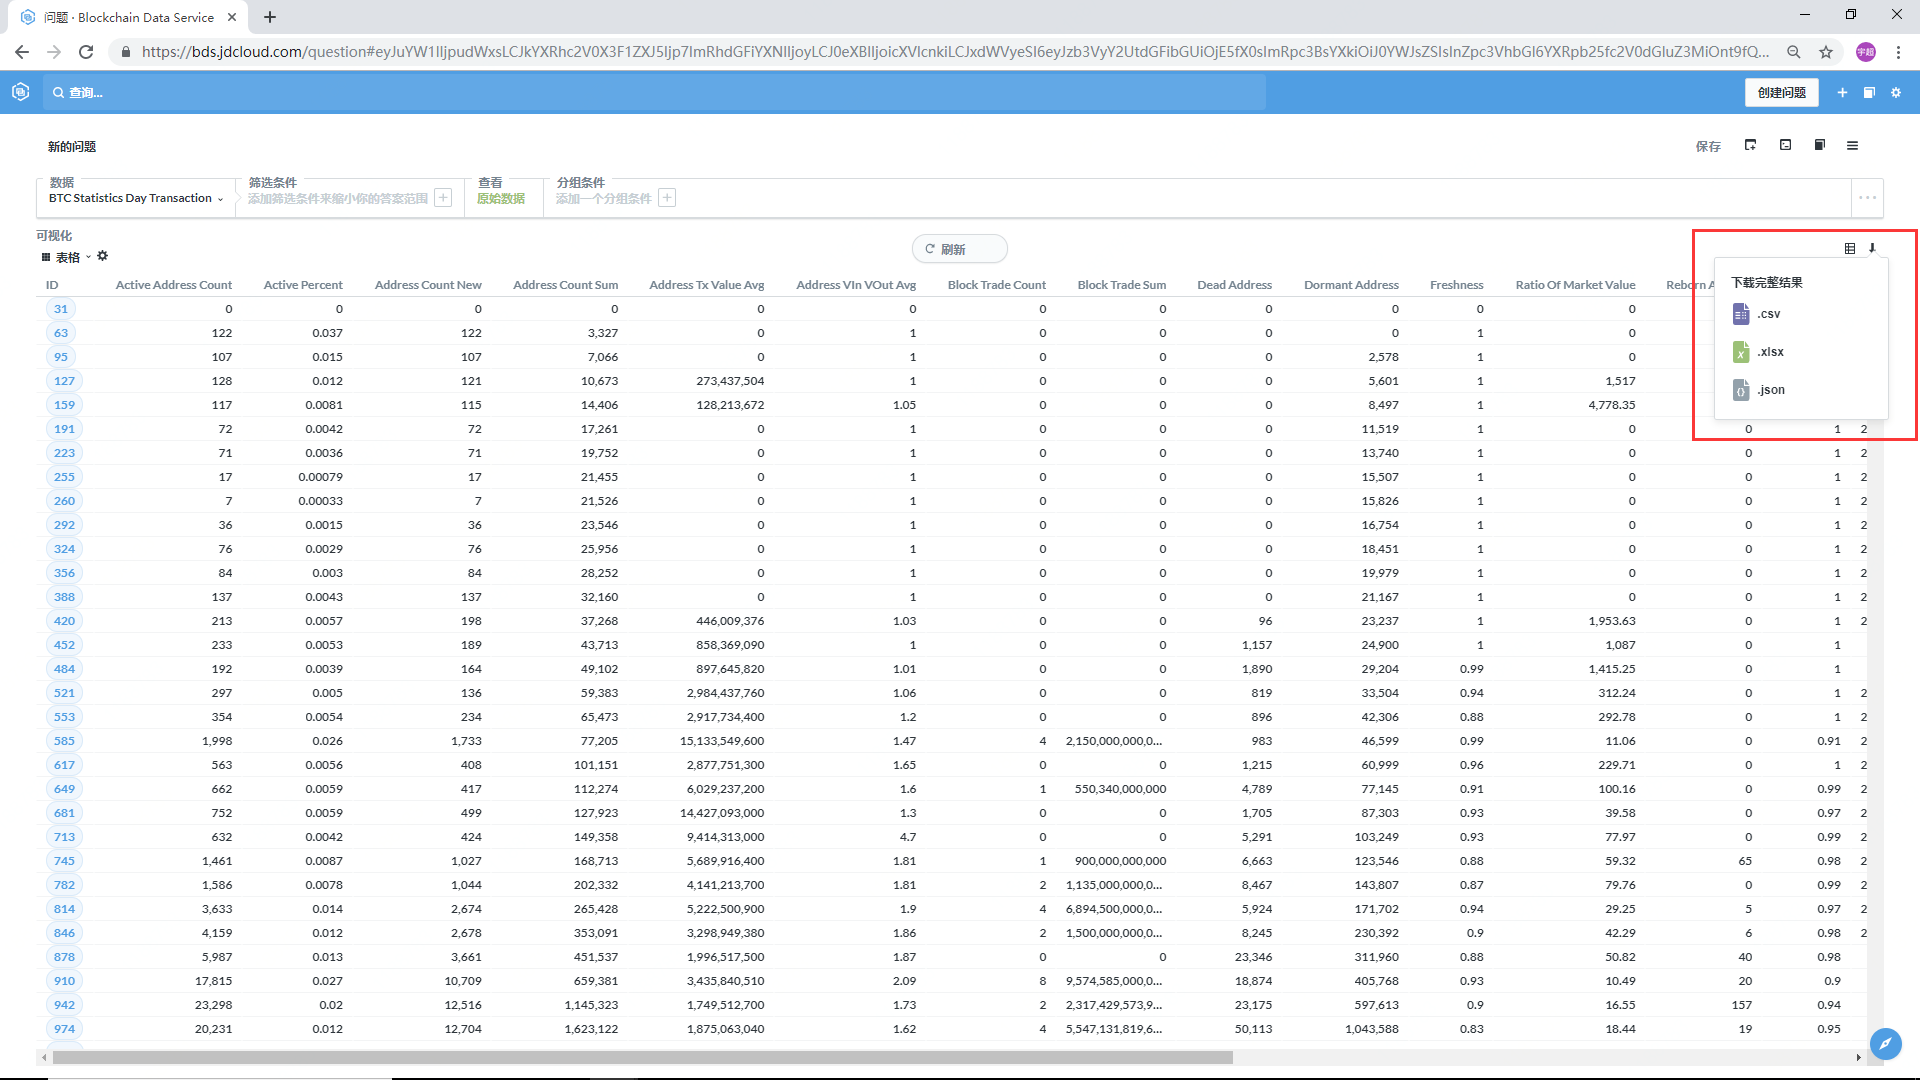 问题 · Blockchain Data Service
https://bds.jdcloud.com/question#eyJuYW1lIjpudWxsLCJkYXRhc2V0X3F1ZXJ5Ijp7ImRhdGFiYXNlIjoyLCJ0eXBlIjoicXVlcnkiLCJxdWVyeSI6eyJzb3VyY2UtdGFibGUiOjE5fX0sImRpc3BsYXkiOiJ0YWJsZSIsInZpc3VhbGl6YXRpb25fc2V0dGluZ3MiOnt9fQ...
宇超
查询...
创建问题
新的问题
保存
数据
BTC Statistics Day Transaction
筛选条件
添加筛选条件来缩小你的答案范围
查看
原始数据
分组条件
添加一个分组条件
可视化
表格
刷新
下载完整结果
.csv
.xlsx
.json
ID Active Address Count Active Percent Address Count New Address Count Sum Address Tx Value Avg Address VIn VOut Avg Block Trade Count Block Trade Sum Dead Address Dormant Address Freshness Ratio Of Market Value Reborn A
31 0 0 0 0 0 0 0 0 0 0 0 0
63 122 0.037 122 3,327 0 1 0 0 0 0 1 0
95 107 0.015 107 7,066 0 1 0 0 0 2,578 1 0
127 128 0.012 121 10,673 273,437,504 1 0 0 0 5,601 1 1,517
159 117 0.0081 115 14,406 128,213,672 1.05 0 0 0 8,497 1 4,778.35
191 72 0.0042 72 17,261 0 1 0 0 0 11,519 1 0 0 1 2
223 71 0.0036 71 19,752 0 1 0 0 0 13,740 1 0 0 1 2
255 17 0.00079 17 21,455 0 1 0 0 0 15,507 1 0 0 1 2
260 7 0.00033 7 21,526 0 1 0 0 0 15,826 1 0 0 1 2
292 36 0.0015 36 23,546 0 1 0 0 0 16,754 1 0 0 1 2
324 76 0.0029 76 25,956 0 1 0 0 0 18,451 1 0 0 1 2
356 84 0.003 84 28,252 0 1 0 0 0 19,979 1 0 0 1 2
388 137 0.0043 137 32,160 0 1 0 0 0 21,167 1 0 0 1 2
420 213 0.0057 198 37,268 446,009,376 1.03 0 0 96 23,237 1 1,953.63 0 1 2
452 233 0.0053 189 43,713 858,369,090 1 0 0 1,157 24,900 1 1,087 0 1
484 192 0.0039 164 49,102 897,645,820 1.01 0 0 1,890 29,204 0.99 1,415.25 0 1
521 297 0.005 136 59,383 2,984,437,760 1.06 0 0 819 33,504 0.94 312.24 0 1 2
553 354 0.0054 234 65,473 2,917,734,400 1.2 0 0 896 42,306 0.88 292.78 0 1 2
585 1,998 0.026 1,733 77,205 15,133,549,600 1.47 4 2,150,000,000,0... 983 46,599 0.99 11.06 0 0.91 2
617 563 0.0056 408 101,151 2,877,751,300 1.65 0 0 1,215 60,999 0.96 229.71 0 1 2
649 662 0.0059 417 112,274 6,029,237,200 1.6 1 550,340,000,000 4,789 77,145 0.91 100.16 0 0.99 2
681 752 0.0059 499 127,923 14,427,093,000 1.3 0 0 1,705 87,303 0.93 39.58 0 0.97 2
713 632 0.0042 424 149,358 9,414,313,000 4.7 0 0 5,291 103,249 0.93 77.97 0 0.99 2
745 1,461 0.0087 1,027 168,713 5,689,916,400 1.81 1 900,000,000,000 6,663 123,546 0.88 59.32 65 0.98 2
782 1,586 0.0078 1,044 202,332 4,141,213,700 1.81 2 1,135,000,000,0... 8,467 143,807 0.87 79.76 0 0.99 2
814 3,633 0.014 2,674 265,428 5,222,500,900 1.9 4 6,894,500,000,0... 5,924 171,702 0.94 29.25 5 0.97 2
846 4,159 0.012 2,678 353,091 3,298,949,380 1.86 2 1,500,000,000,0... 8,245 230,392 0.9 42.29 6 0.98 2
878 5,987 0.013 3,661 451,537 1,996,517,500 1.87 0 0 23,346 311,960 0.88 50.82 40 0.98
910 17,815 0.027 10,709 659,381 3,435,840,510 2.09 8 9,574,585,000,0... 18,874 405,768 0.93 10.49 20 0.9
942 23,298 0.02 12,516 1,145,323 1,749,512,700 1.73 2 2,317,429,573,9... 23,175 597,613 0.9 16.55 157 0.94
974 20,231 0.012 12,704 1,623,122 1,875,063,040 1.62 4 5,547,131,819,6... 50,113 1,043,588 0.83 18.44 19 0.95